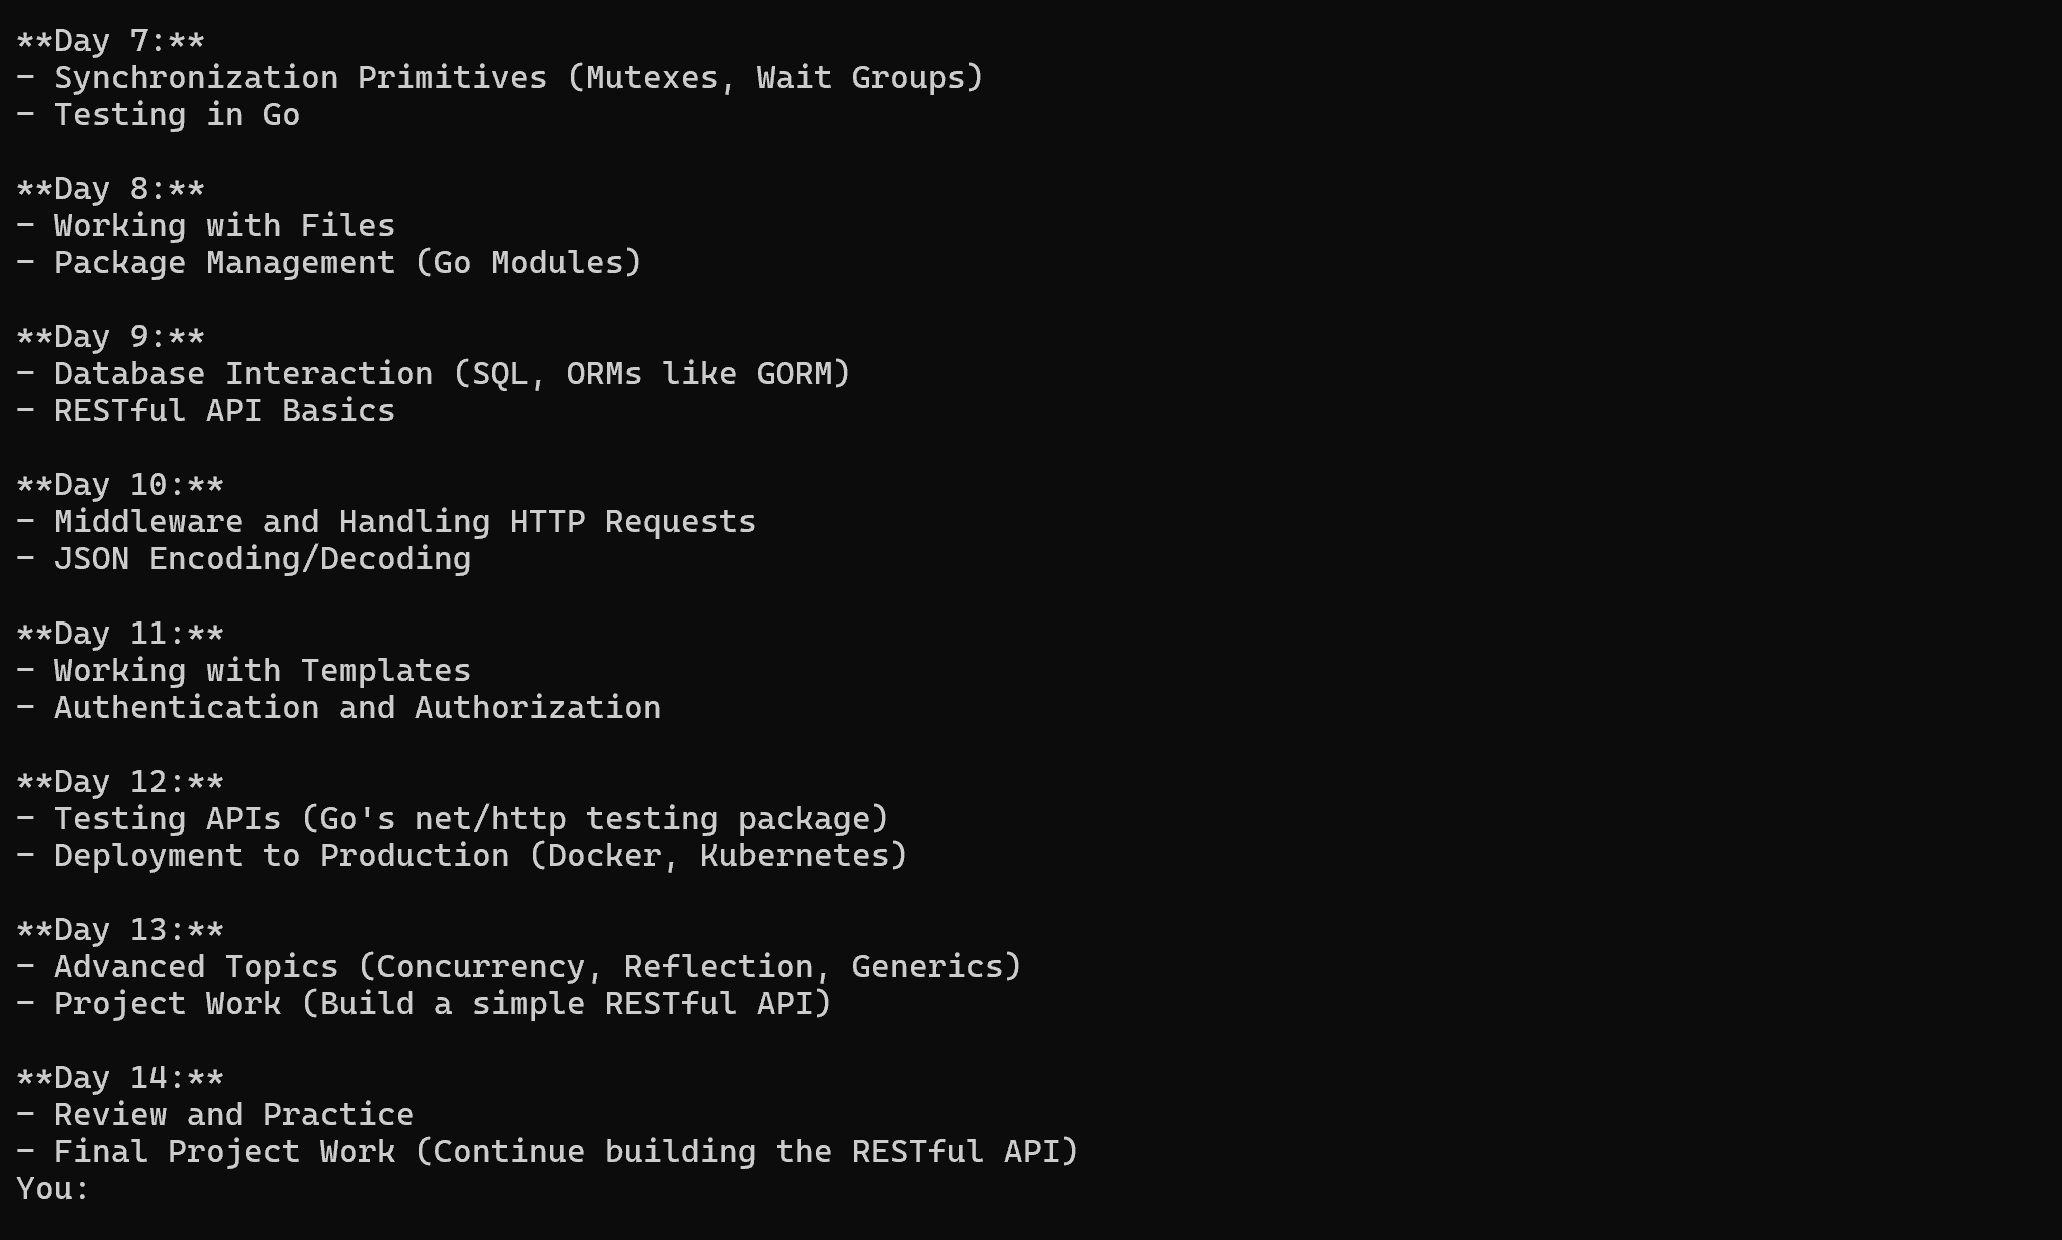 **Day 7:**
- Synchronization Primitives (Mutexes, Wait Groups)
- Testing in Go

**Day 8:**
- Working with Files
- Package Management (Go Modules)

**Day 9:**
- Database Interaction (SQL, ORMs like GORM)
- RESTful API Basics

**Day 10:**
- Middleware and Handling HTTP Requests
- JSON Encoding/Decoding

**Day 11:**
- Working with Templates
- Authentication and Authorization

**Day 12:**
- Testing APIs (Go's net/http testing package)
- Deployment to Production (Docker, Kubernetes)

**Day 13:**
- Advanced Topics (Concurrency, Reflection, Generics)
- Project Work (Build a simple RESTful API)

**Day 14:**
- Review and Practice
- Final Project Work (Continue building the RESTful API)
You: